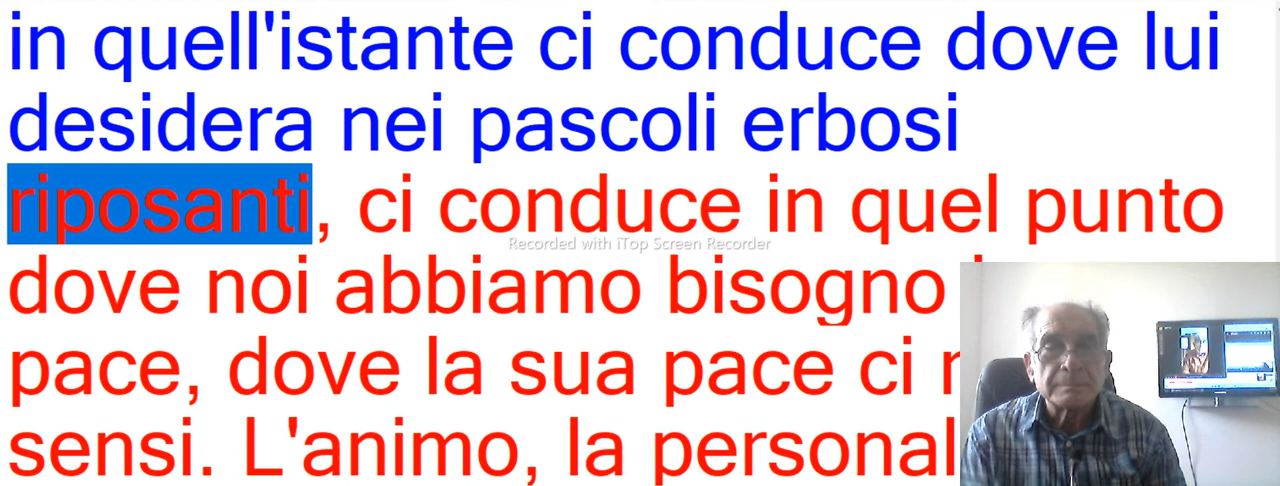 in quell'istante ci conduce dove lui
desidera nei pascoli erbosi
riposanti, ci conduce in quel punto
Recorded with iTop Screen Recorder
dove noi abbiamo bisogno
pace, dove la sua pace ci
sensi. L'animo, la